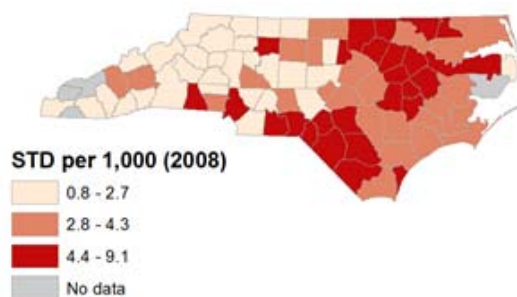 STD per 1,000 (2008)
0.8 - 2.7
2.8 - 4.3
4.4 - 9.1
No data